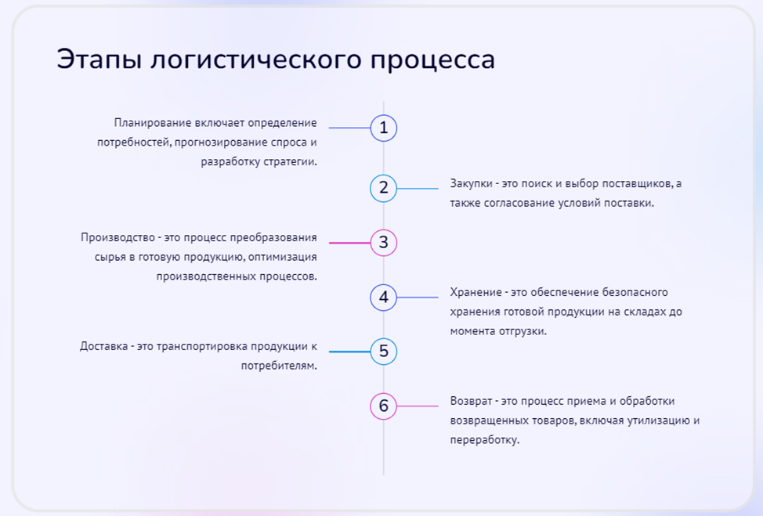 Этапы логистического процесса
1
Планирование включает определение
потребностей, прогнозирование спроса и
разработку стратегии.
2
Закупки - это поиск и выбор поставщиков, а
также согласование условий поставки.
3
Производство - это процесс преобразования
сырья в готовую продукцию, оптимизация
производственных процессов.
4
Хранение - это обеспечение безопасного
хранения готовой продукции на складах до
момента отгрузки.
5
Доставка - это транспортировка продукции к
потребителям.
6
Возврат - это процесс приема и обработки
возвращенных товаров, включая утилизацию и
переработку.